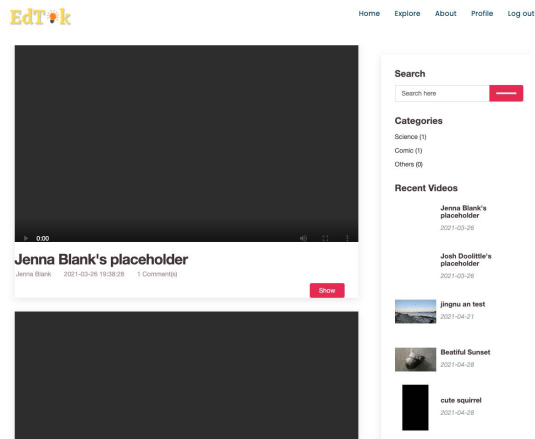 EdTok
Home Explore About Profile Log out
0:00
Jenna Blank's placeholder
Jenna Blank 2021-03-26 19:38:28 1 Comment(s)
Show
Search
Search here
Categories
Science (1)
Comic (1)
Others (0)
Recent Videos
Jenna Blank's
placeholder
2021-03-26
Josh Doolittle's
placeholder
2021-03-26
jingnu an test
2021-04-21
Beatiful Sunset
2021-04-28
cute squirrel
2021-04-28